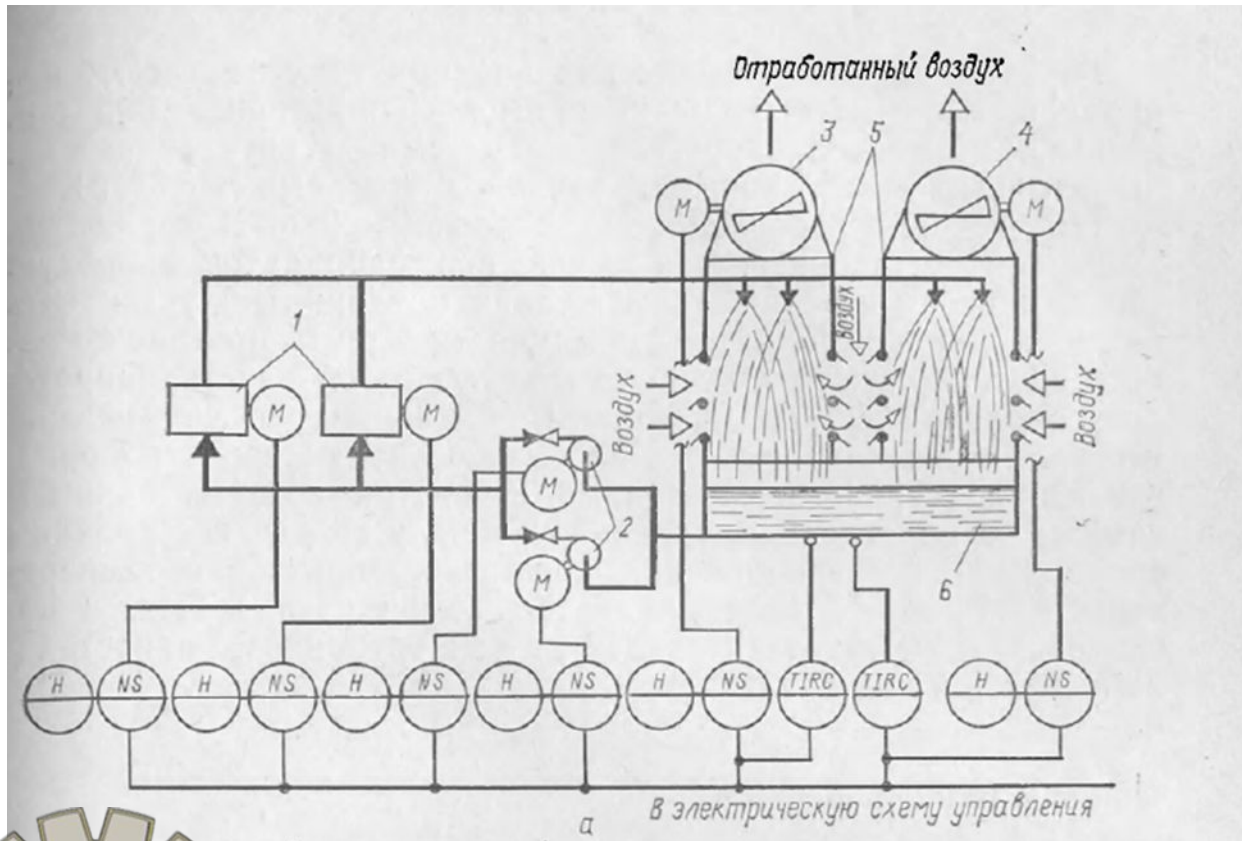 Отработанный воздух
3
5
4
M
M
1
Воздух
Воздух
Воздух
M
M
M
2
M
6
H
NS
H
NS
H
NS
H
NS
H
NS
TIRC
TIRC
H
NS
В электрическую схему управления
а